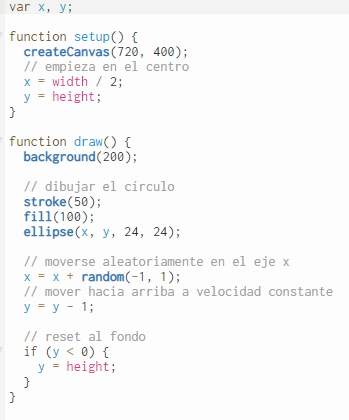 var x, y;

function setup() {
  createCanvas(720, 400);
  // empieza en el centro
  x = width / 2;
  y = height;
}

function draw() {
  background(200);

  // dibujar el circulo
  stroke(50);
  fill(100);
  ellipse(x, y, 24, 24);

  // moverse aleatoriamente en el eje x
  x = x + random(-1, 1);
  // mover hacia arriba a velocidad constante
  y = y - 1;

  // reset al fondo
  if (y < 0) {
    y = height;
  }
}